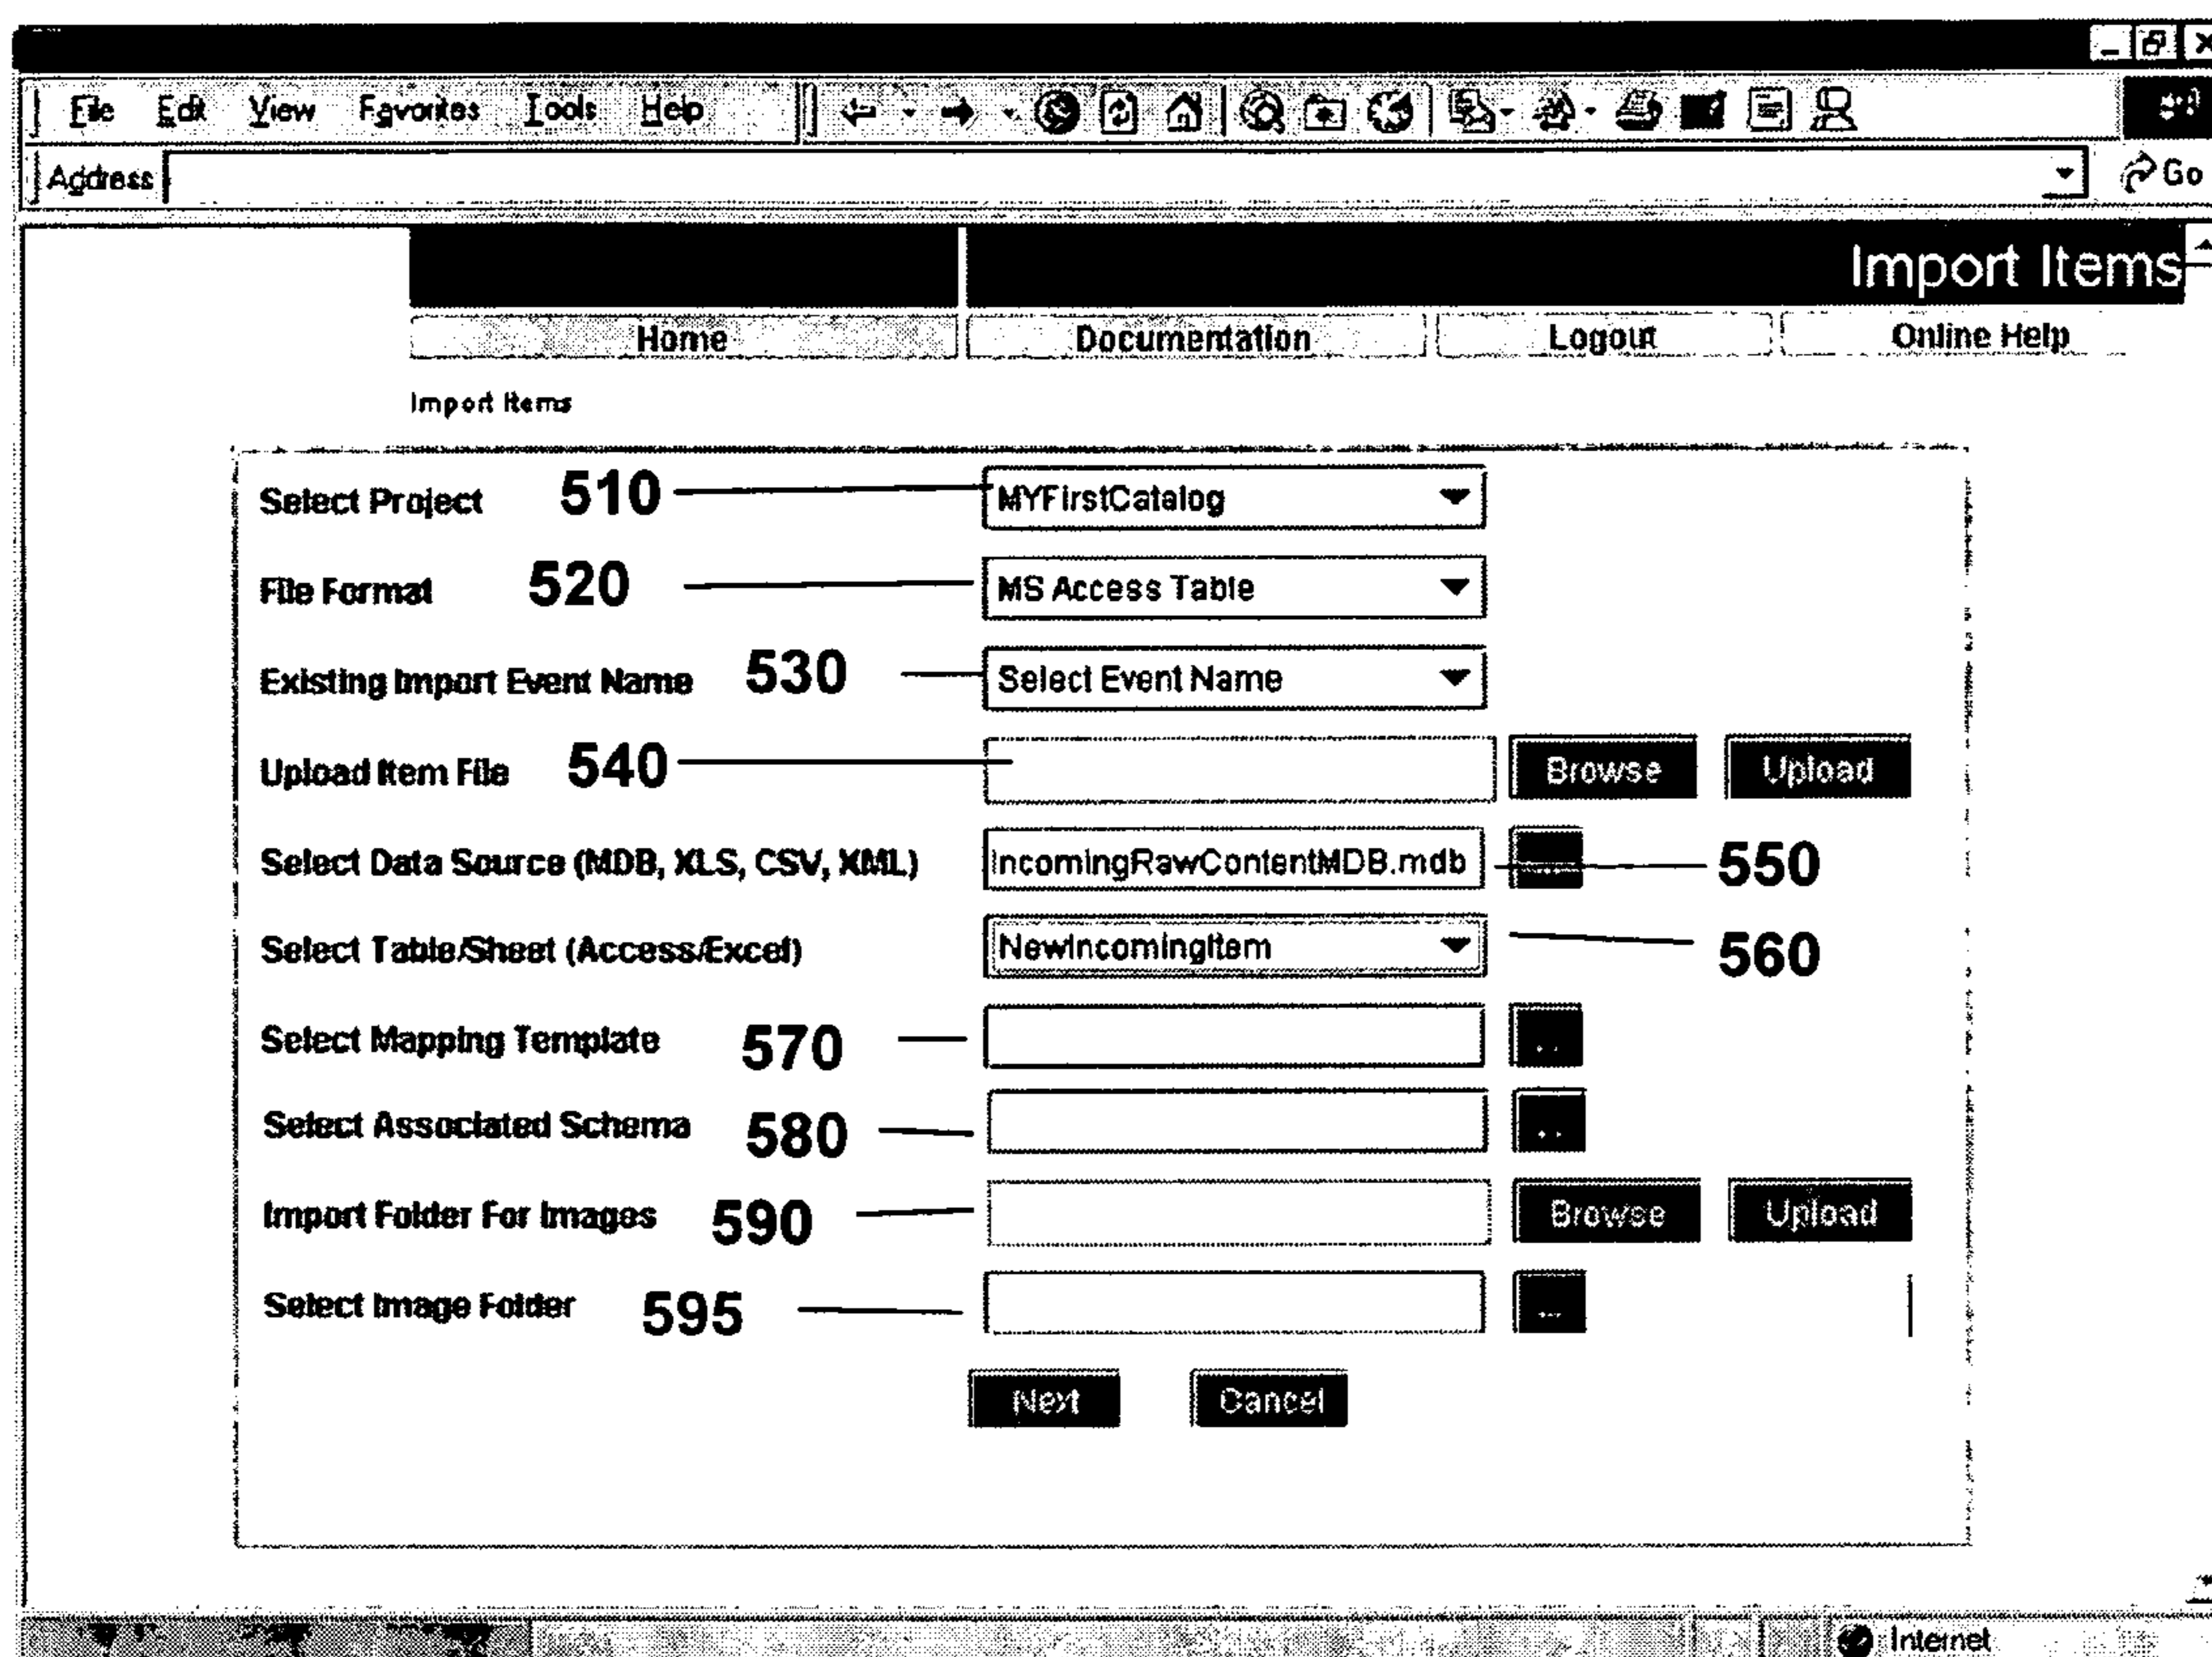 File Edit View Favorites Tools Help
Address Go
Import Items
Home Documentation Logout Online Help
Import Items
Select Project 510 MYFirstCatalog
File Format 520 MS Access Table
Existing Import Event Name 530 Select Event Name
Upload Item File 540 Browse Upload
Select Data Source (MDB, XLS, CSV, XML) IncomingRawContentMDB.mdb ... 550
Select Table/Sheet (Access/Excel) NewIncomingItem 560
Select Mapping Template 570 ..
Select Associated Schema 580 ..
Import Folder For Images 590 Browse Upload
Select Image Folder 595 ...
Next Cancel
Internet